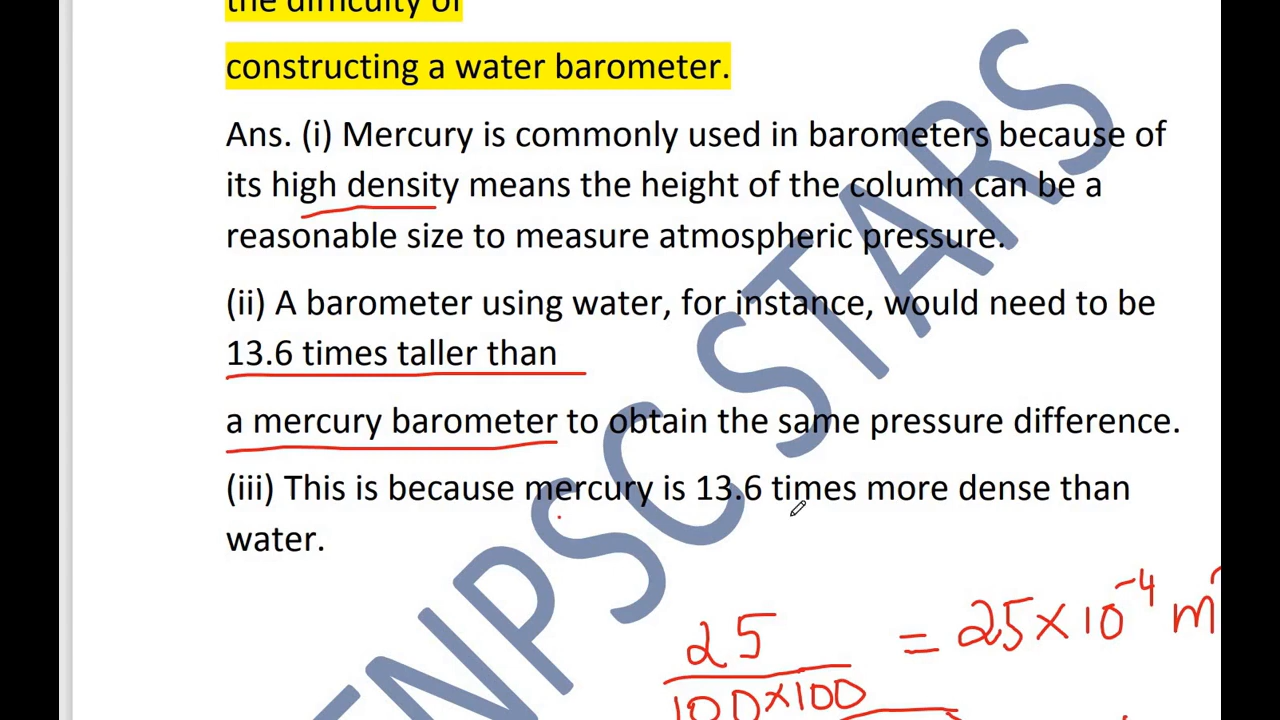 the difficulty of
constructing a water barometer.
Ans. (i) Mercury is commonly used in barometers because of
its high density means the height of the column can be a
reasonable size to measure atmospheric pressure.
(ii) A barometer using water, for instance, would need to be
13.6 times taller than
a mercury barometer to obtain the same pressure difference.
(iii) This is because mercury is 13.6 times more dense than
water.
25
= 25×10⁻⁴ m
100×100
TNPSC STARS